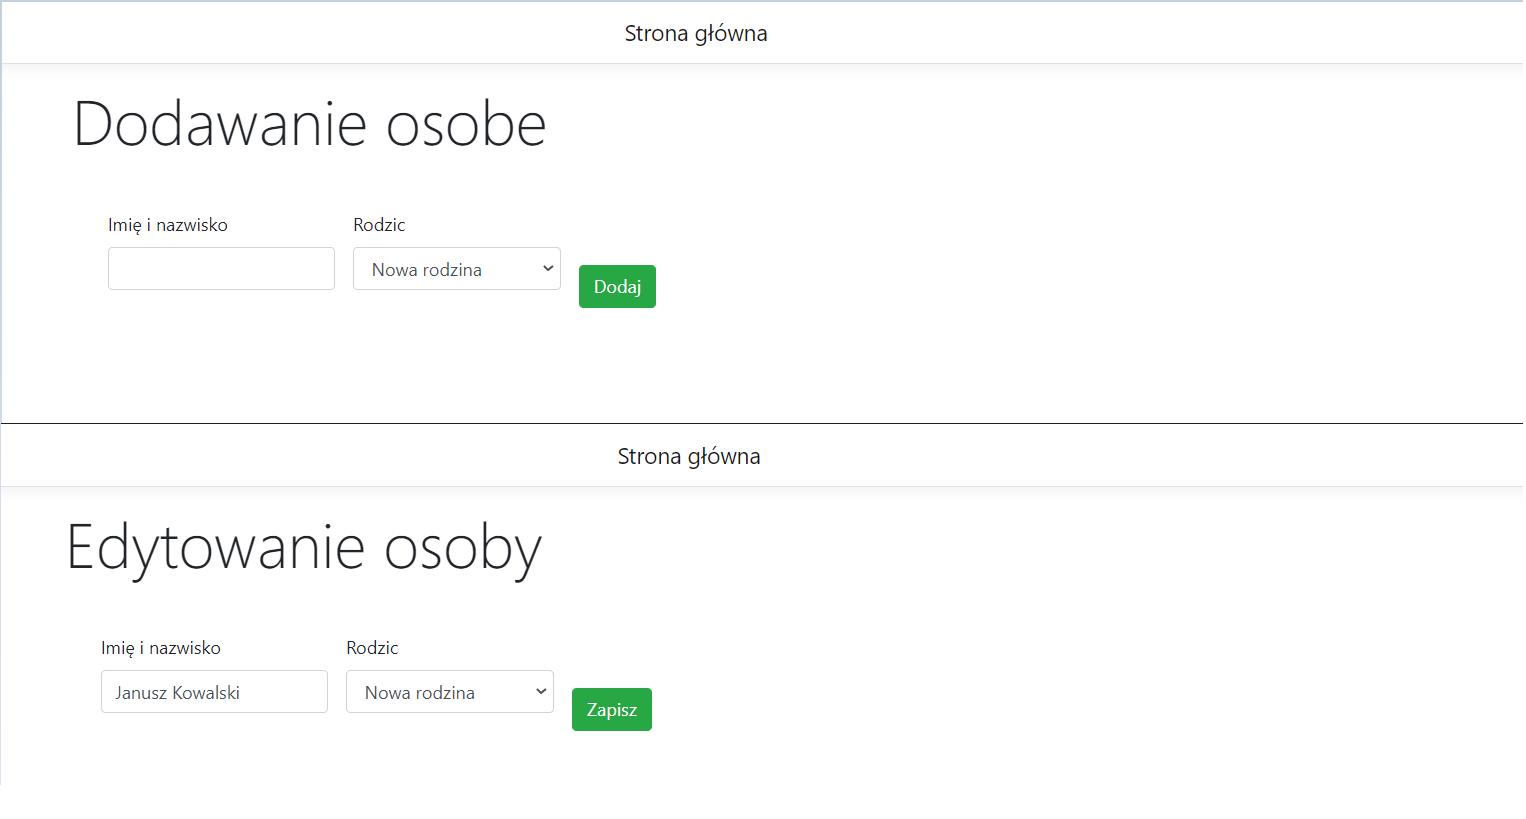 Strona główna
Dodawanie osobe
Imię i nazwisko Rodzic
Nowa rodzina
Dodaj
Strona główna
Edytowanie osoby
Imię i nazwisko Rodzic
Janusz Kowalski Nowa rodzina
Zapisz